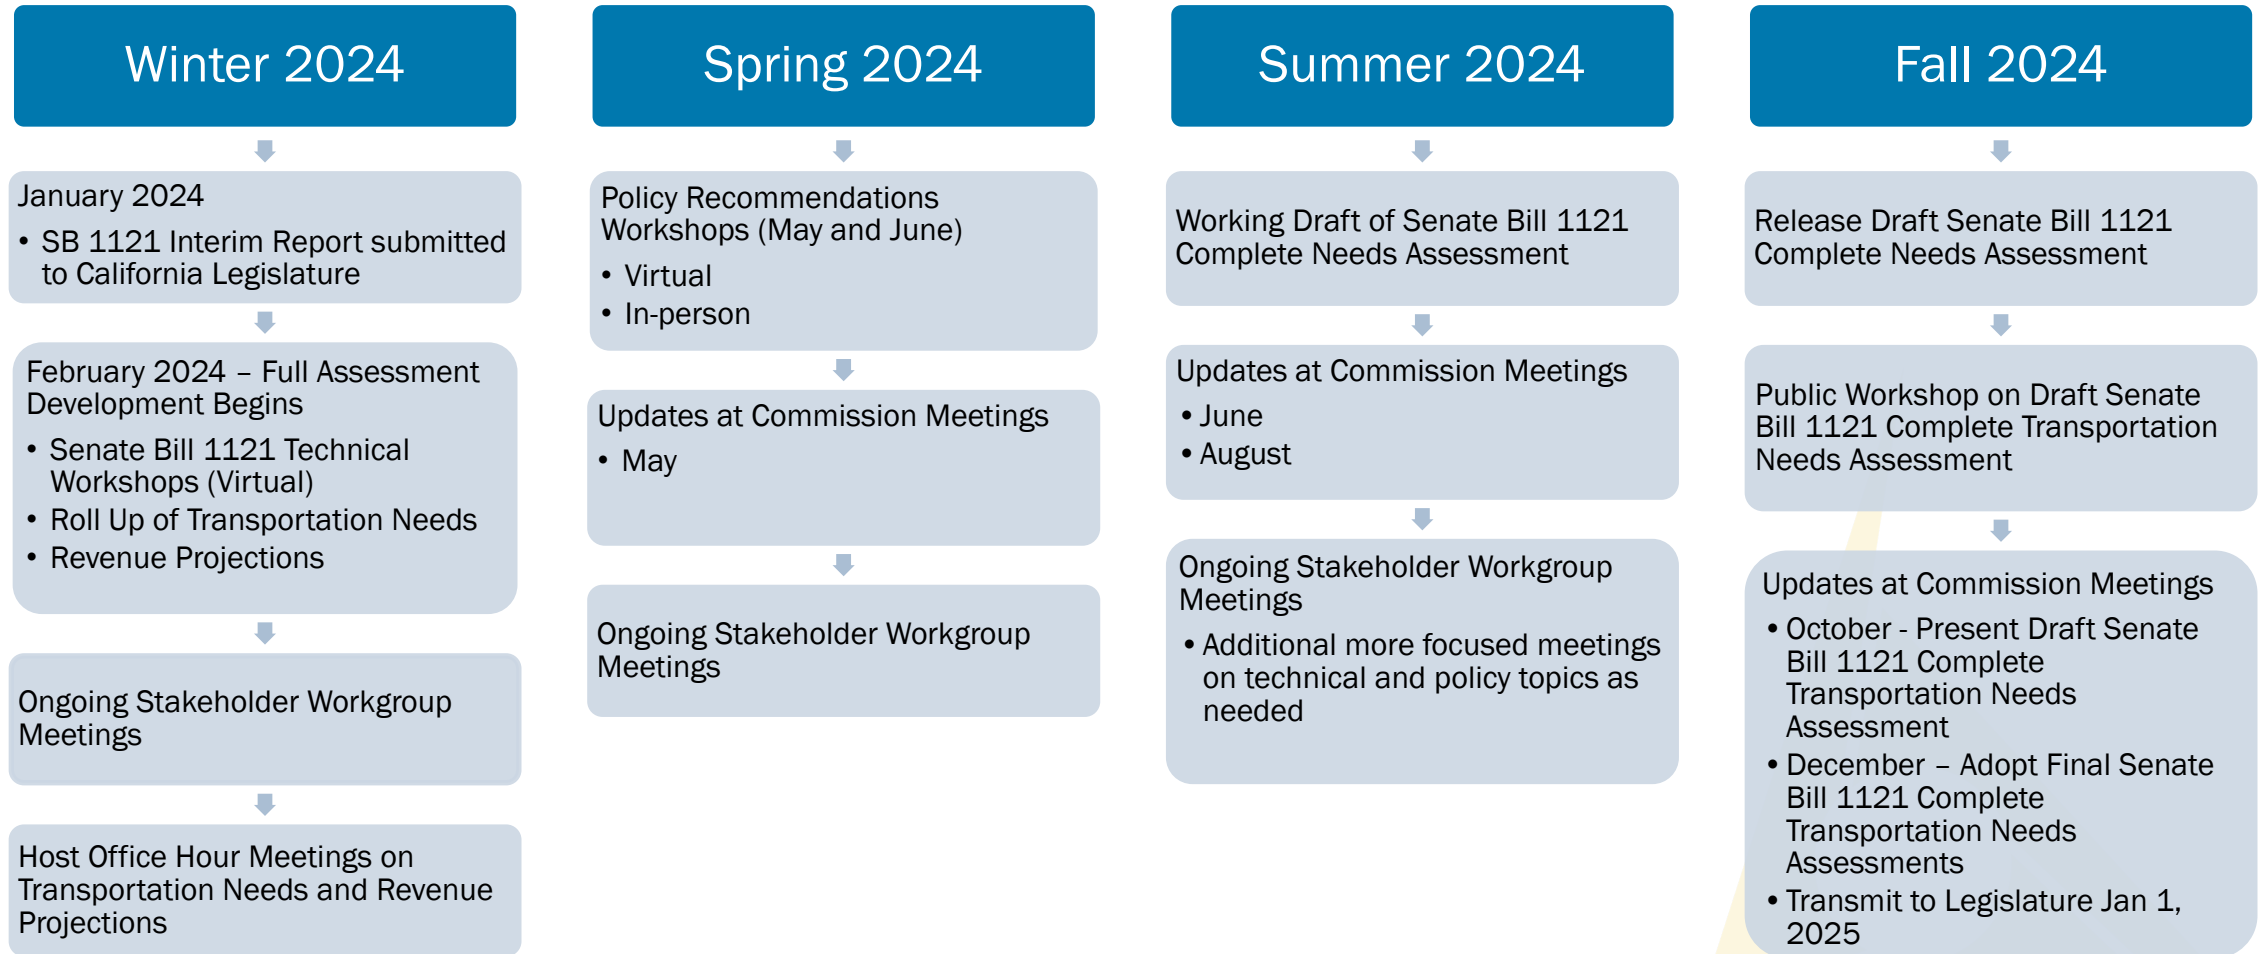 Winter 2024
January 2024
• SB 1121 Interim Report submitted
to California Legislature
February 2024 – Full Assessment
Development Begins
• Senate Bill 1121 Technical
Workshops (Virtual)
• Roll Up of Transportation Needs
• Revenue Projections
Ongoing Stakeholder Workgroup
Meetings
Host Office Hour Meetings on
Transportation Needs and Revenue
Projections
Spring 2024
Policy Recommendations
Workshops (May and June)
• Virtual
• In-person
Updates at Commission Meetings
• May
Ongoing Stakeholder Workgroup
Meetings
Summer 2024
Working Draft of Senate Bill 1121
Complete Needs Assessment
Updates at Commission Meetings
• June
• August
Ongoing Stakeholder Workgroup
Meetings
• Additional more focused meetings
on technical and policy topics as
needed
Fall 2024
Release Draft Senate Bill 1121
Complete Needs Assessment
Public Workshop on Draft Senate
Bill 1121 Complete Transportation
Needs Assessment
Updates at Commission Meetings
• October - Present Draft Senate
Bill 1121 Complete
Transportation Needs
Assessment
• December – Adopt Final Senate
Bill 1121 Complete
Transportation Needs
Assessments
• Transmit to Legislature Jan 1,
2025